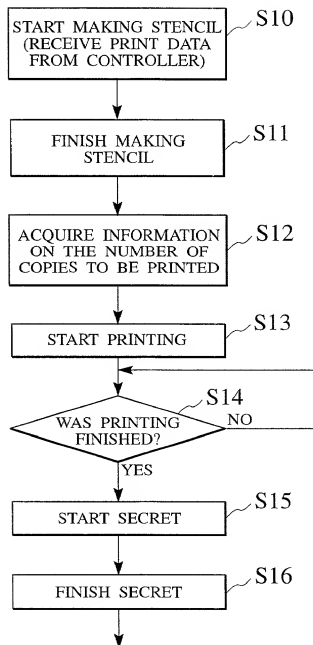 S10
START MAKING STENCIL
(RECEIVE PRINT DATA
FROM CONTROLLER)
S11
FINISH MAKING
STENCIL
S12
ACQUIRE INFORMATION
ON THE NUMBER OF
COPIES TO BE PRINTED
S13
START PRINTING
S14
WAS PRINTING
FINISHED?
NO
YES
S15
START SECRET
S16
FINISH SECRET